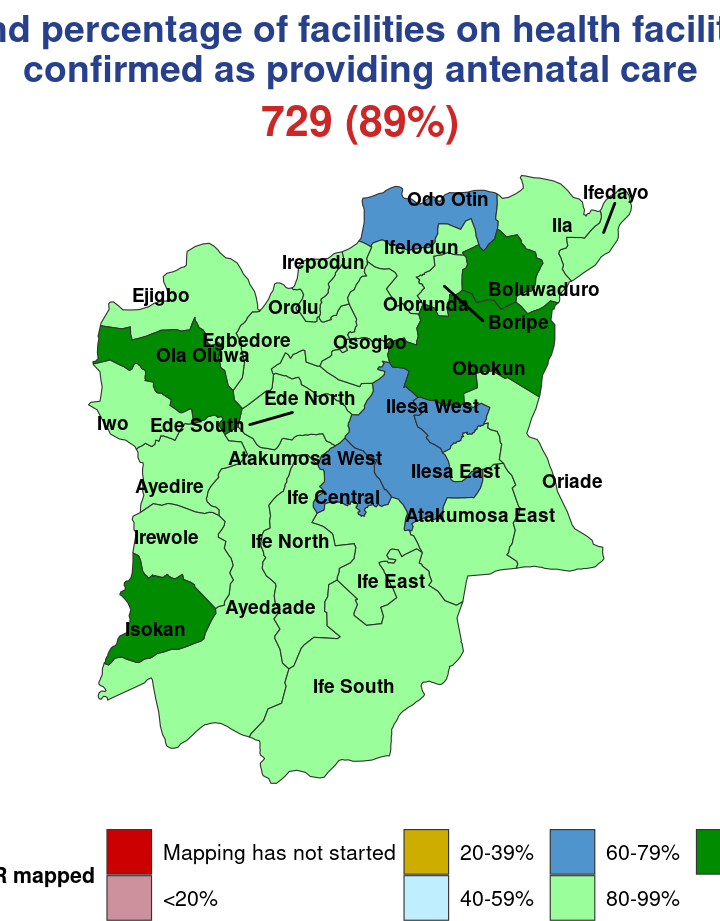 nd percentage of facilities on health facilit
confirmed as providing antenatal care
729 (89%)
Ifedayo
Odo Otin
Ila
Ifelodun
Irepodun
Boluwaduro
Ejigbo
Orolu
Olorunda
Boripe
Egbedore
Osogbo
Ola Oluwa
Obokun
Ede North
Ilesa West
Iwo
Ede South
Atakumosa West
Ilesa East
Oriade
Ayedire
Ife Central
Atakumosa East
Irewole
Ife North
Ife East
Ayedaade
Isokan
Ife South
R mapped
Mapping has not started
20-39%
60-79%
<20%
40-59%
80-99%